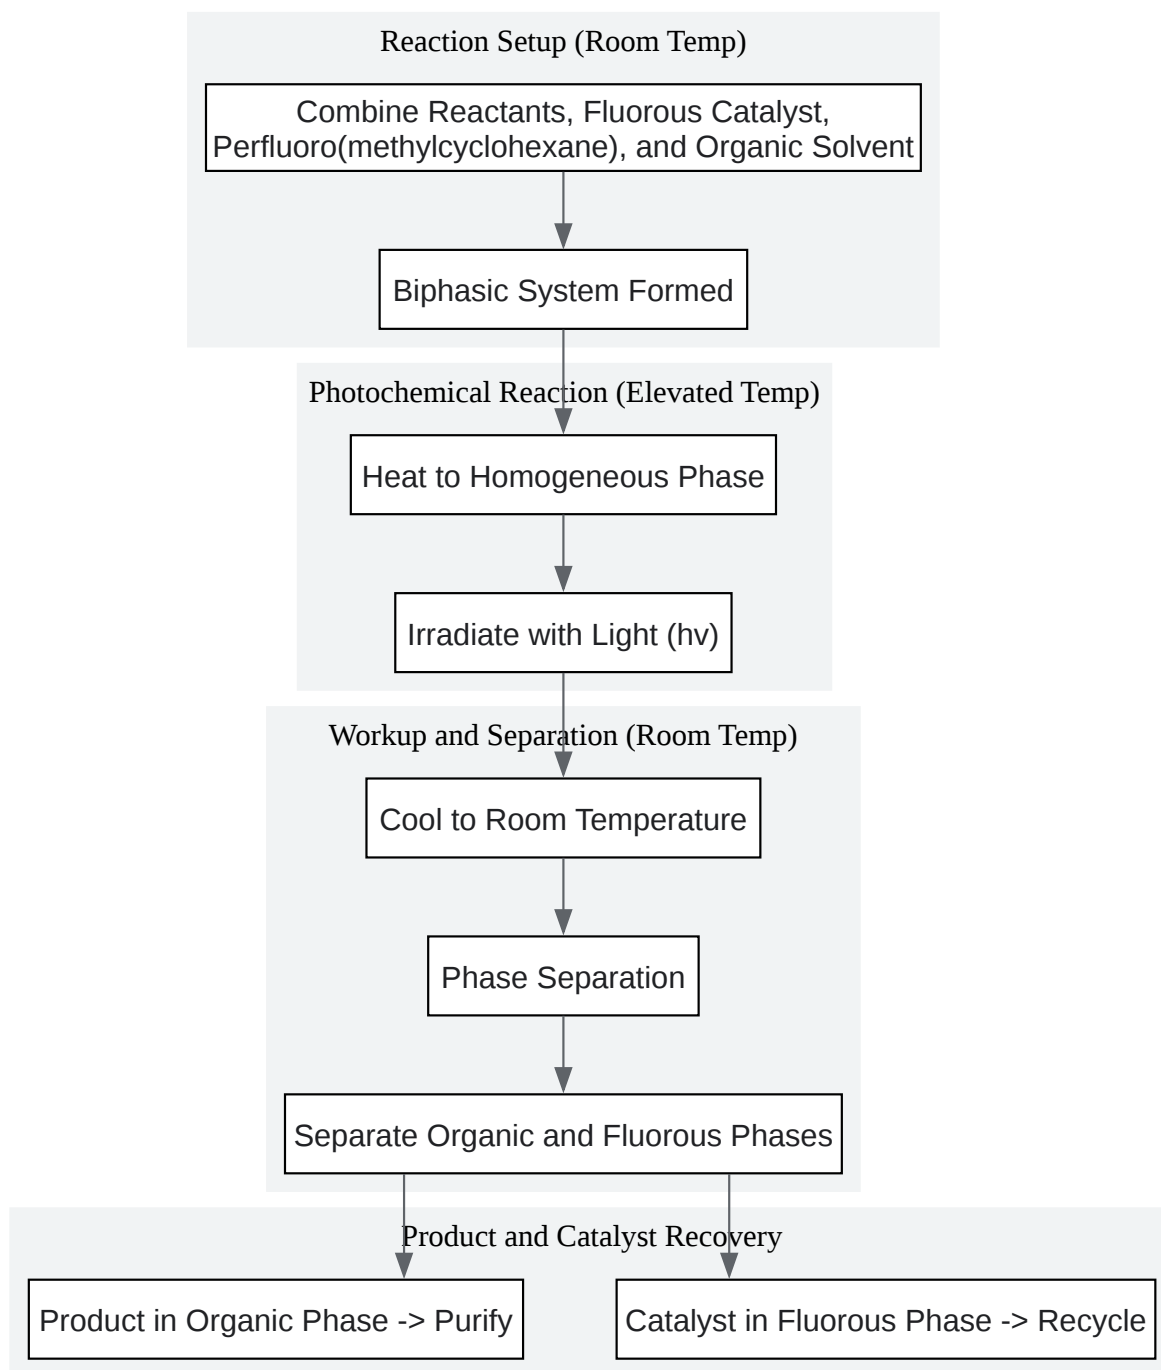 Reaction Setup (Room Temp)
Combine Reactants, Fluorous Catalyst,
Perfluoro(methylcyclohexane), and Organic Solvent
Biphasic System Formed
Photochemical Reaction (Elevated Temp)
Heat to Homogeneous Phase
Irradiate with Light (hv)
Workup and Separation (Room Temp)
Cool to Room Temperature
Phase Separation
Separate Organic and Fluorous Phases
Product and Catalyst Recovery
Product in Organic Phase -> Purify
Catalyst in Fluorous Phase -> Recycle